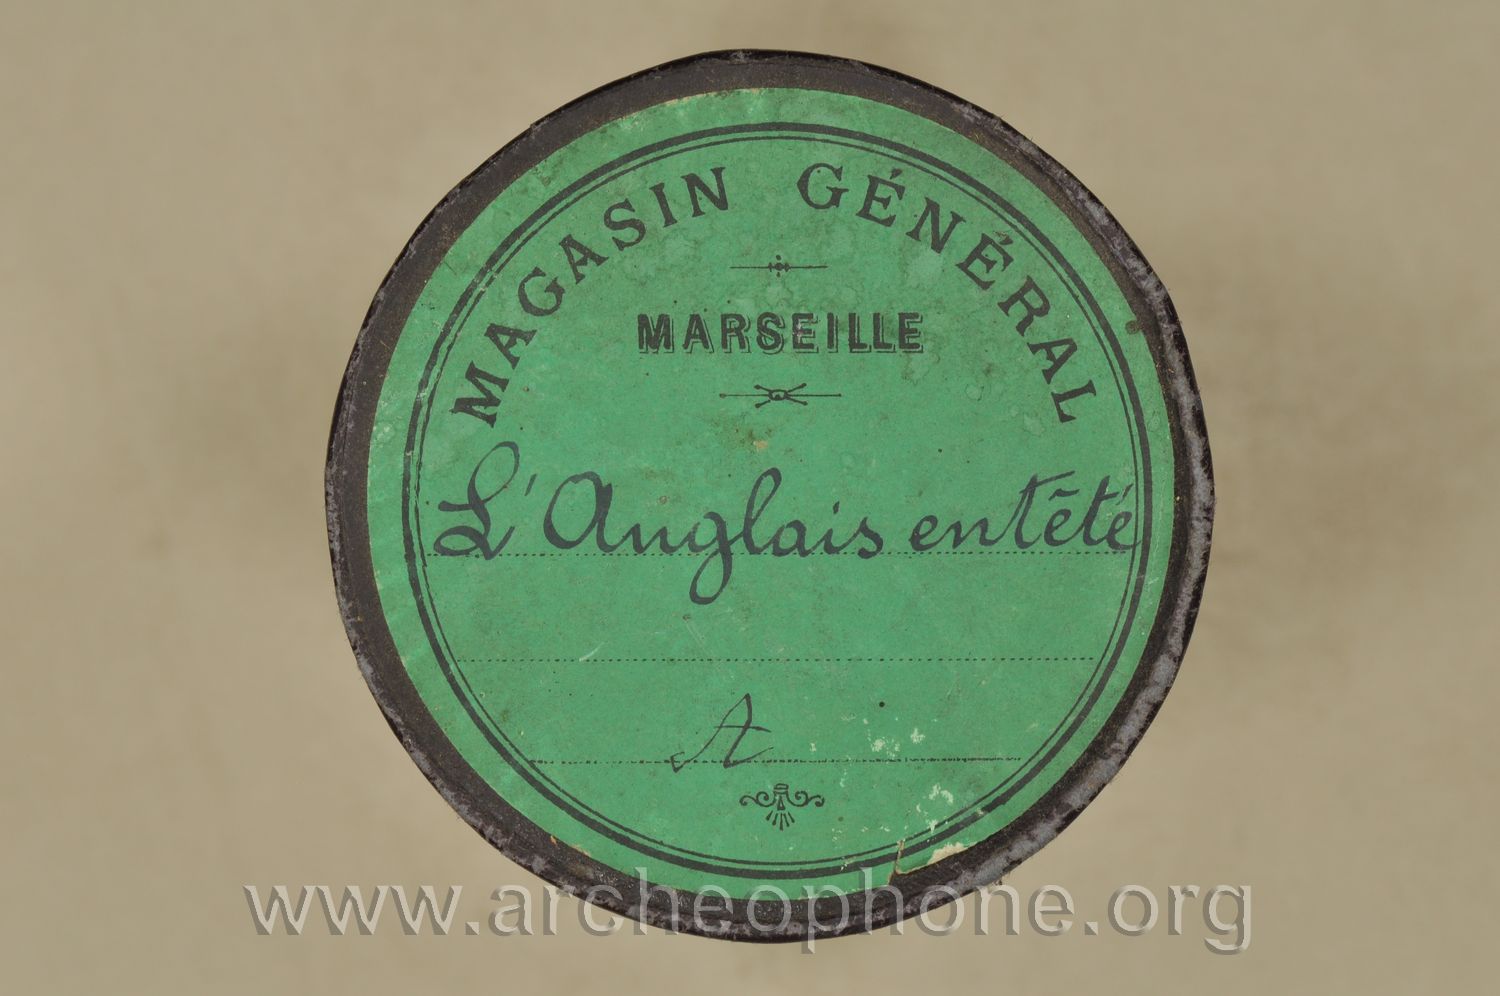 MAGASIN GÉNÉRAL
MARSEILLE
L'Anglais entêté
A
www.archeophone.org